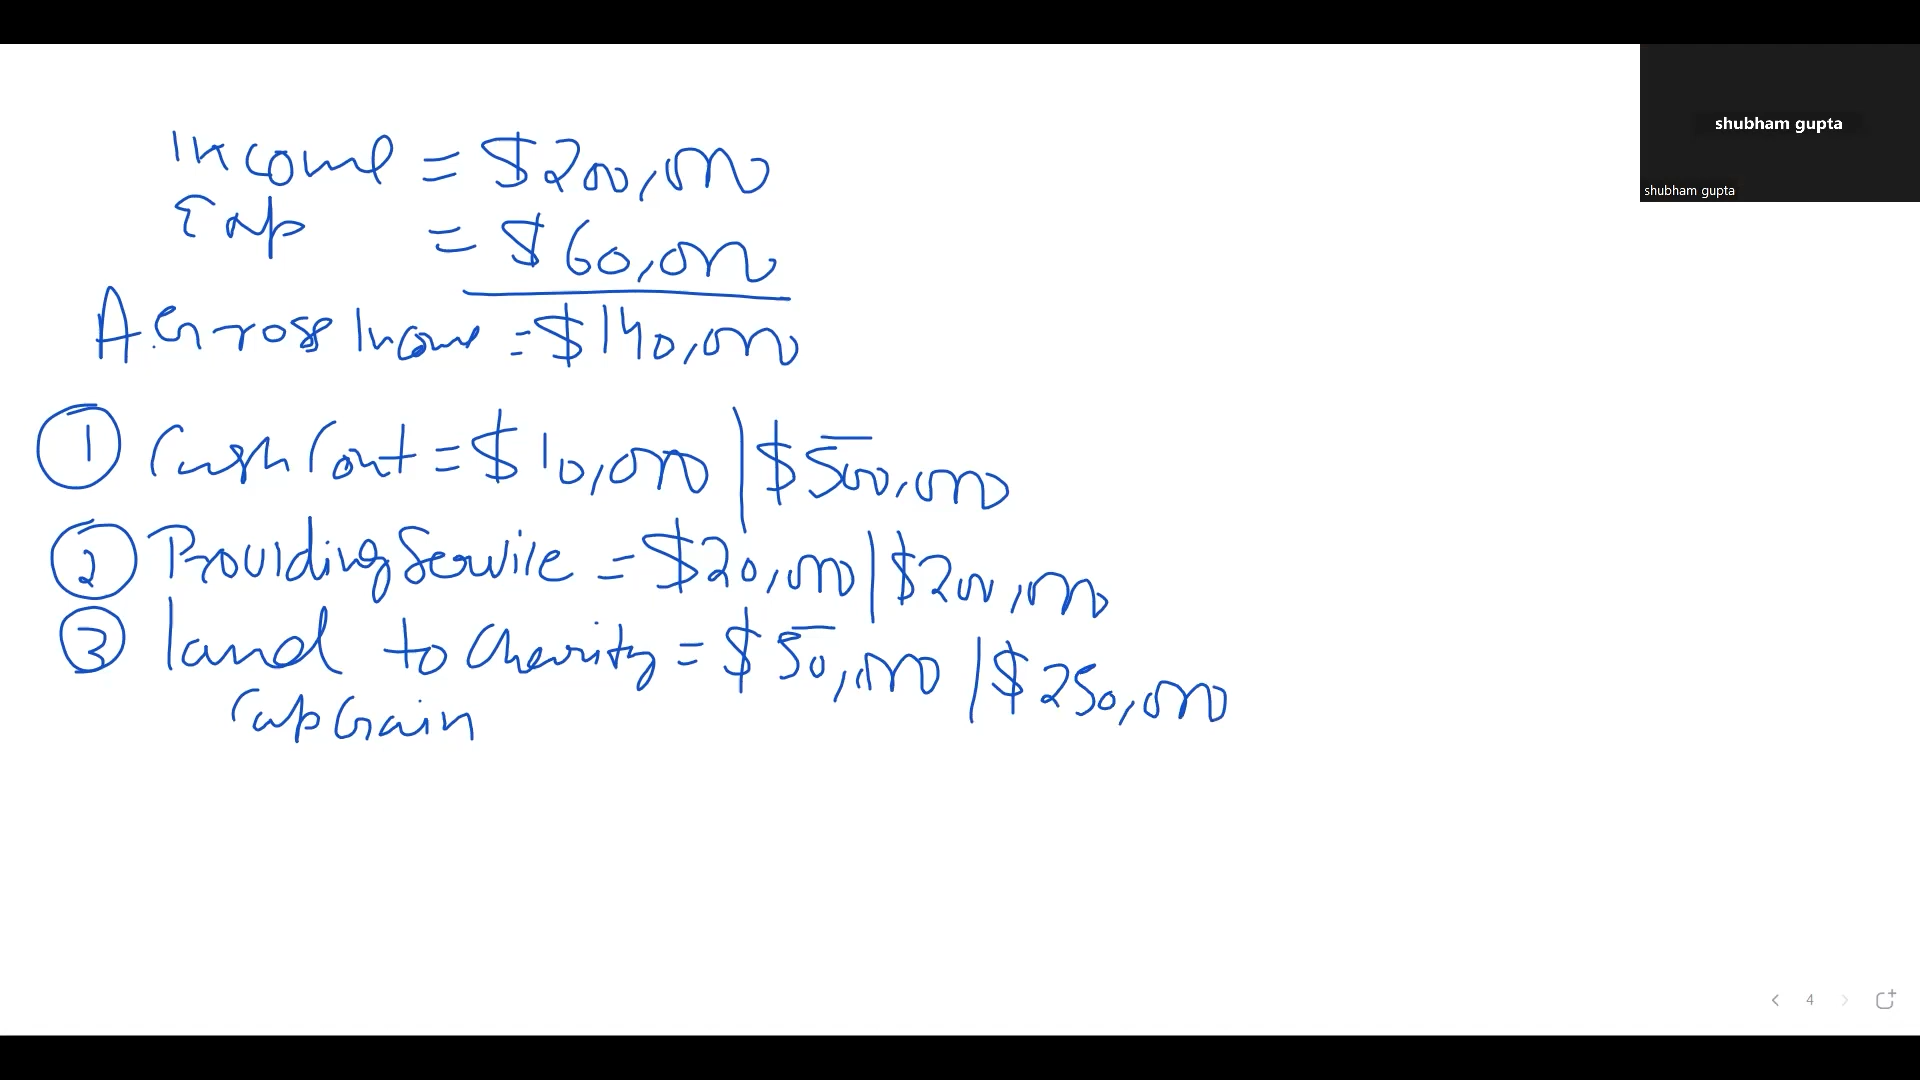 shubham gupta
shubham gupta
Income = $200,000
Exp = $60,000
A.Gross Income = $140,000
1 Cash Cont = $10,000 | $500,000
2 Providing Service = $20,000 | $200,000
3 land to Charity = $50,000 | $250,000
Cap Gain
4